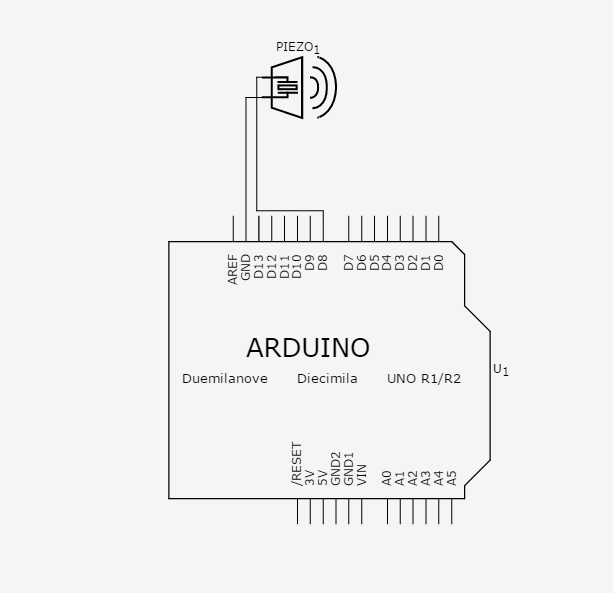 PIEZO1
AREF GND D13 D12 D11 D10 D9 D8 D7 D6 D5 D4 D3 D2 D1 D0
ARDUINO
U1
Duemilanove Diecimila UNO R1/R2
/RESET 3V 5V GND2 GND1 VIN A0 A1 A2 A3 A4 A5